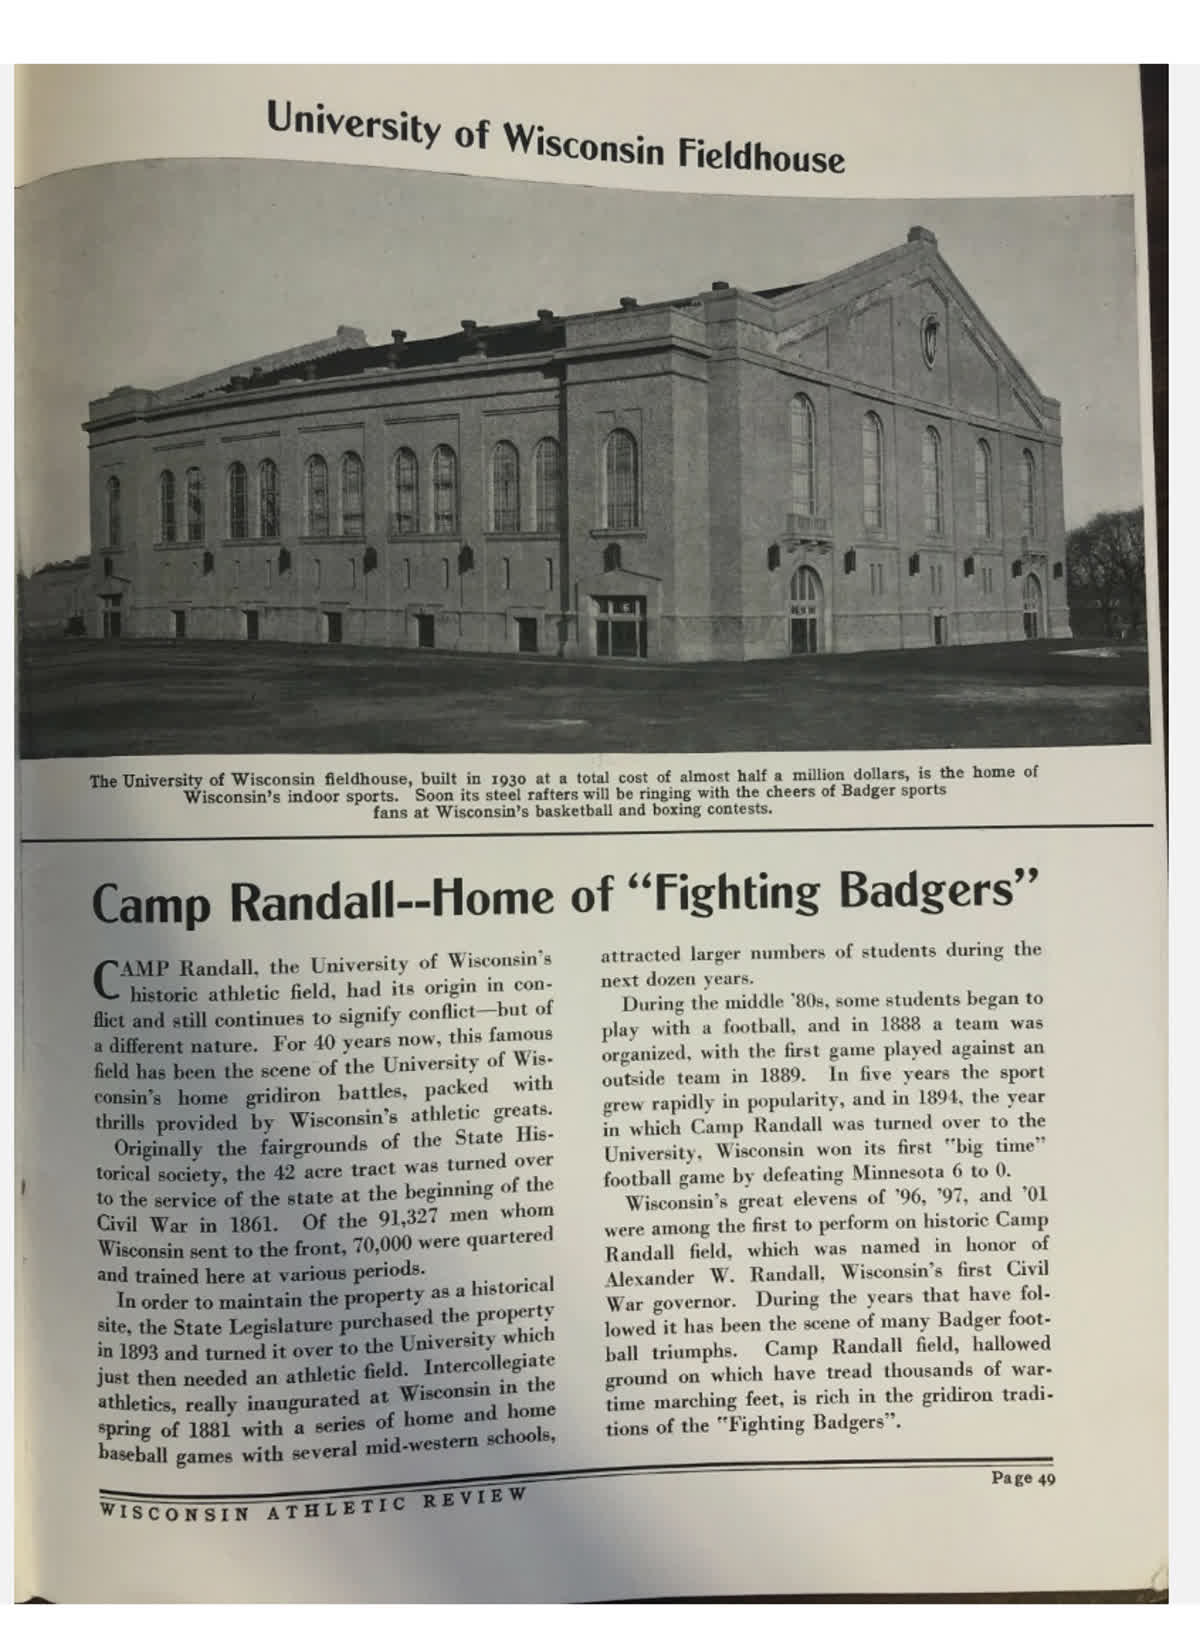 University of Wisconsin Fieldhouse
6
The University of Wisconsin fieldhouse, built in 1930 at a total cost of almost half a million dollars, is the home of
Wisconsin's indoor sports. Soon its steel rafters will be ringing with the cheers of Badger sports
fans at Wisconsin's basketball and boxing contests.
Camp Randall--Home of "Fighting Badgers"
CAMP Randall, the University of Wisconsin's
historic athletic field, had its origin in con-
flict and still continues to signify conflict—but of
a different nature. For 40 years now, this famous
field has been the scene of the University of Wis-
consin's home gridiron battles, packed with
thrills provided by Wisconsin's athletic greats.
Originally the fairgrounds of the State His-
torical society, the 42 acre tract was turned over
to the service of the state at the beginning of the
Civil War in 1861. Of the 91,327 men whom
Wisconsin sent to the front, 70,000 were quartered
and trained here at various periods.
In order to maintain the property as a historical
site, the State Legislature purchased the property
in 1893 and turned it over to the University which
just then needed an athletic field. Intercollegiate
athletics, really inaugurated at Wisconsin in the
spring of 1881 with a series of home and home
baseball games with several mid-western schools,
attracted larger numbers of students during the
next dozen years.
During the middle '80s, some students began to
play with a football, and in 1888 a team was
organized, with the first game played against an
outside team in 1889. In five years the sport
grew rapidly in popularity, and in 1894, the year
in which Camp Randall was turned over to the
University, Wisconsin won its first "big time"
football game by defeating Minnesota 6 to 0.
Wisconsin's great elevens of '96, '97, and '01
were among the first to perform on historic Camp
Randall field, which was named in honor of
Alexander W. Randall, Wisconsin's first Civil
War governor. During the years that have fol-
lowed it has been the scene of many Badger foot-
ball triumphs. Camp Randall field, hallowed
ground on which have tread thousands of war-
time marching feet, is rich in the gridiron tradi-
tions of the "Fighting Badgers".
WISCONSIN ATHLETIC REVIEW
Page 49